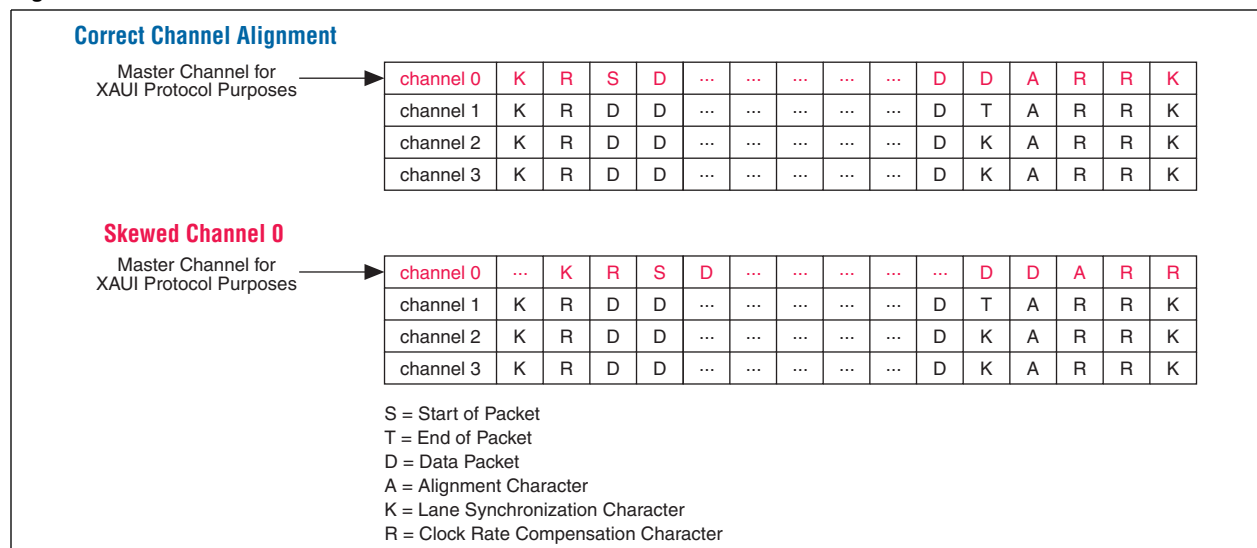 Correct Channel Alignment
Master Channel for
XAUI Protocol Purposes
channel 0 K R S D ... ... ... ... ... D D A R R K
channel 1 K R D D ... ... ... ... ... D T A R R K
channel 2 K R D D ... ... ... ... ... D K A R R K
channel 3 K R D D ... ... ... ... ... D K A R R K
Skewed Channel 0
Master Channel for
XAUI Protocol Purposes
channel 0 ... K R S D ... ... ... ... ... D D A R R
channel 1 K R D D ... ... ... ... ... D T A R R K
channel 2 K R D D ... ... ... ... ... D K A R R K
channel 3 K R D D ... ... ... ... ... D K A R R K
S = Start of Packet
T = End of Packet
D = Data Packet
A = Alignment Character
K = Lane Synchronization Character
R = Clock Rate Compensation Character